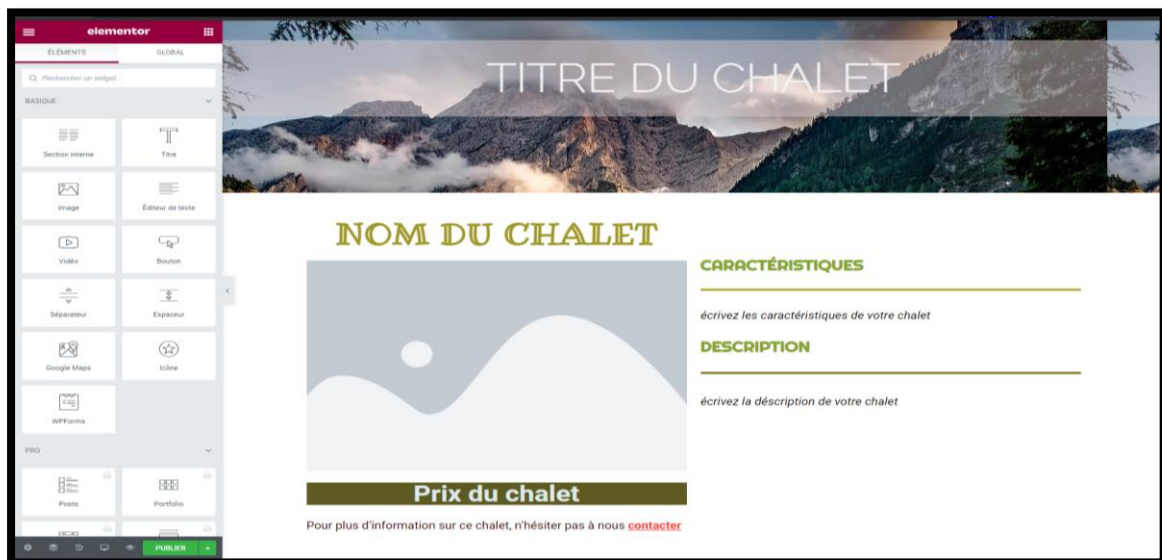 elementor
ÉLÉMENTS
GLOBAL
Rechercher un widget...
BASIQUE
Section interne
Titre
Image
Éditeur de texte
Vidéo
Bouton
Séparateur
Espaceur
Google Maps
Icône
WPForms
PRO
Posts
Portfolio
PUBLIER
TITRE DU CHALET
NOM DU CHALET
Prix du chalet
Pour plus d'information sur ce chalet, n'hésiter pas à nous contacter
CARACTÉRISTIQUES
écrivez les caractéristiques de votre chalet
DESCRIPTION
écrivez la déscription de votre chalet